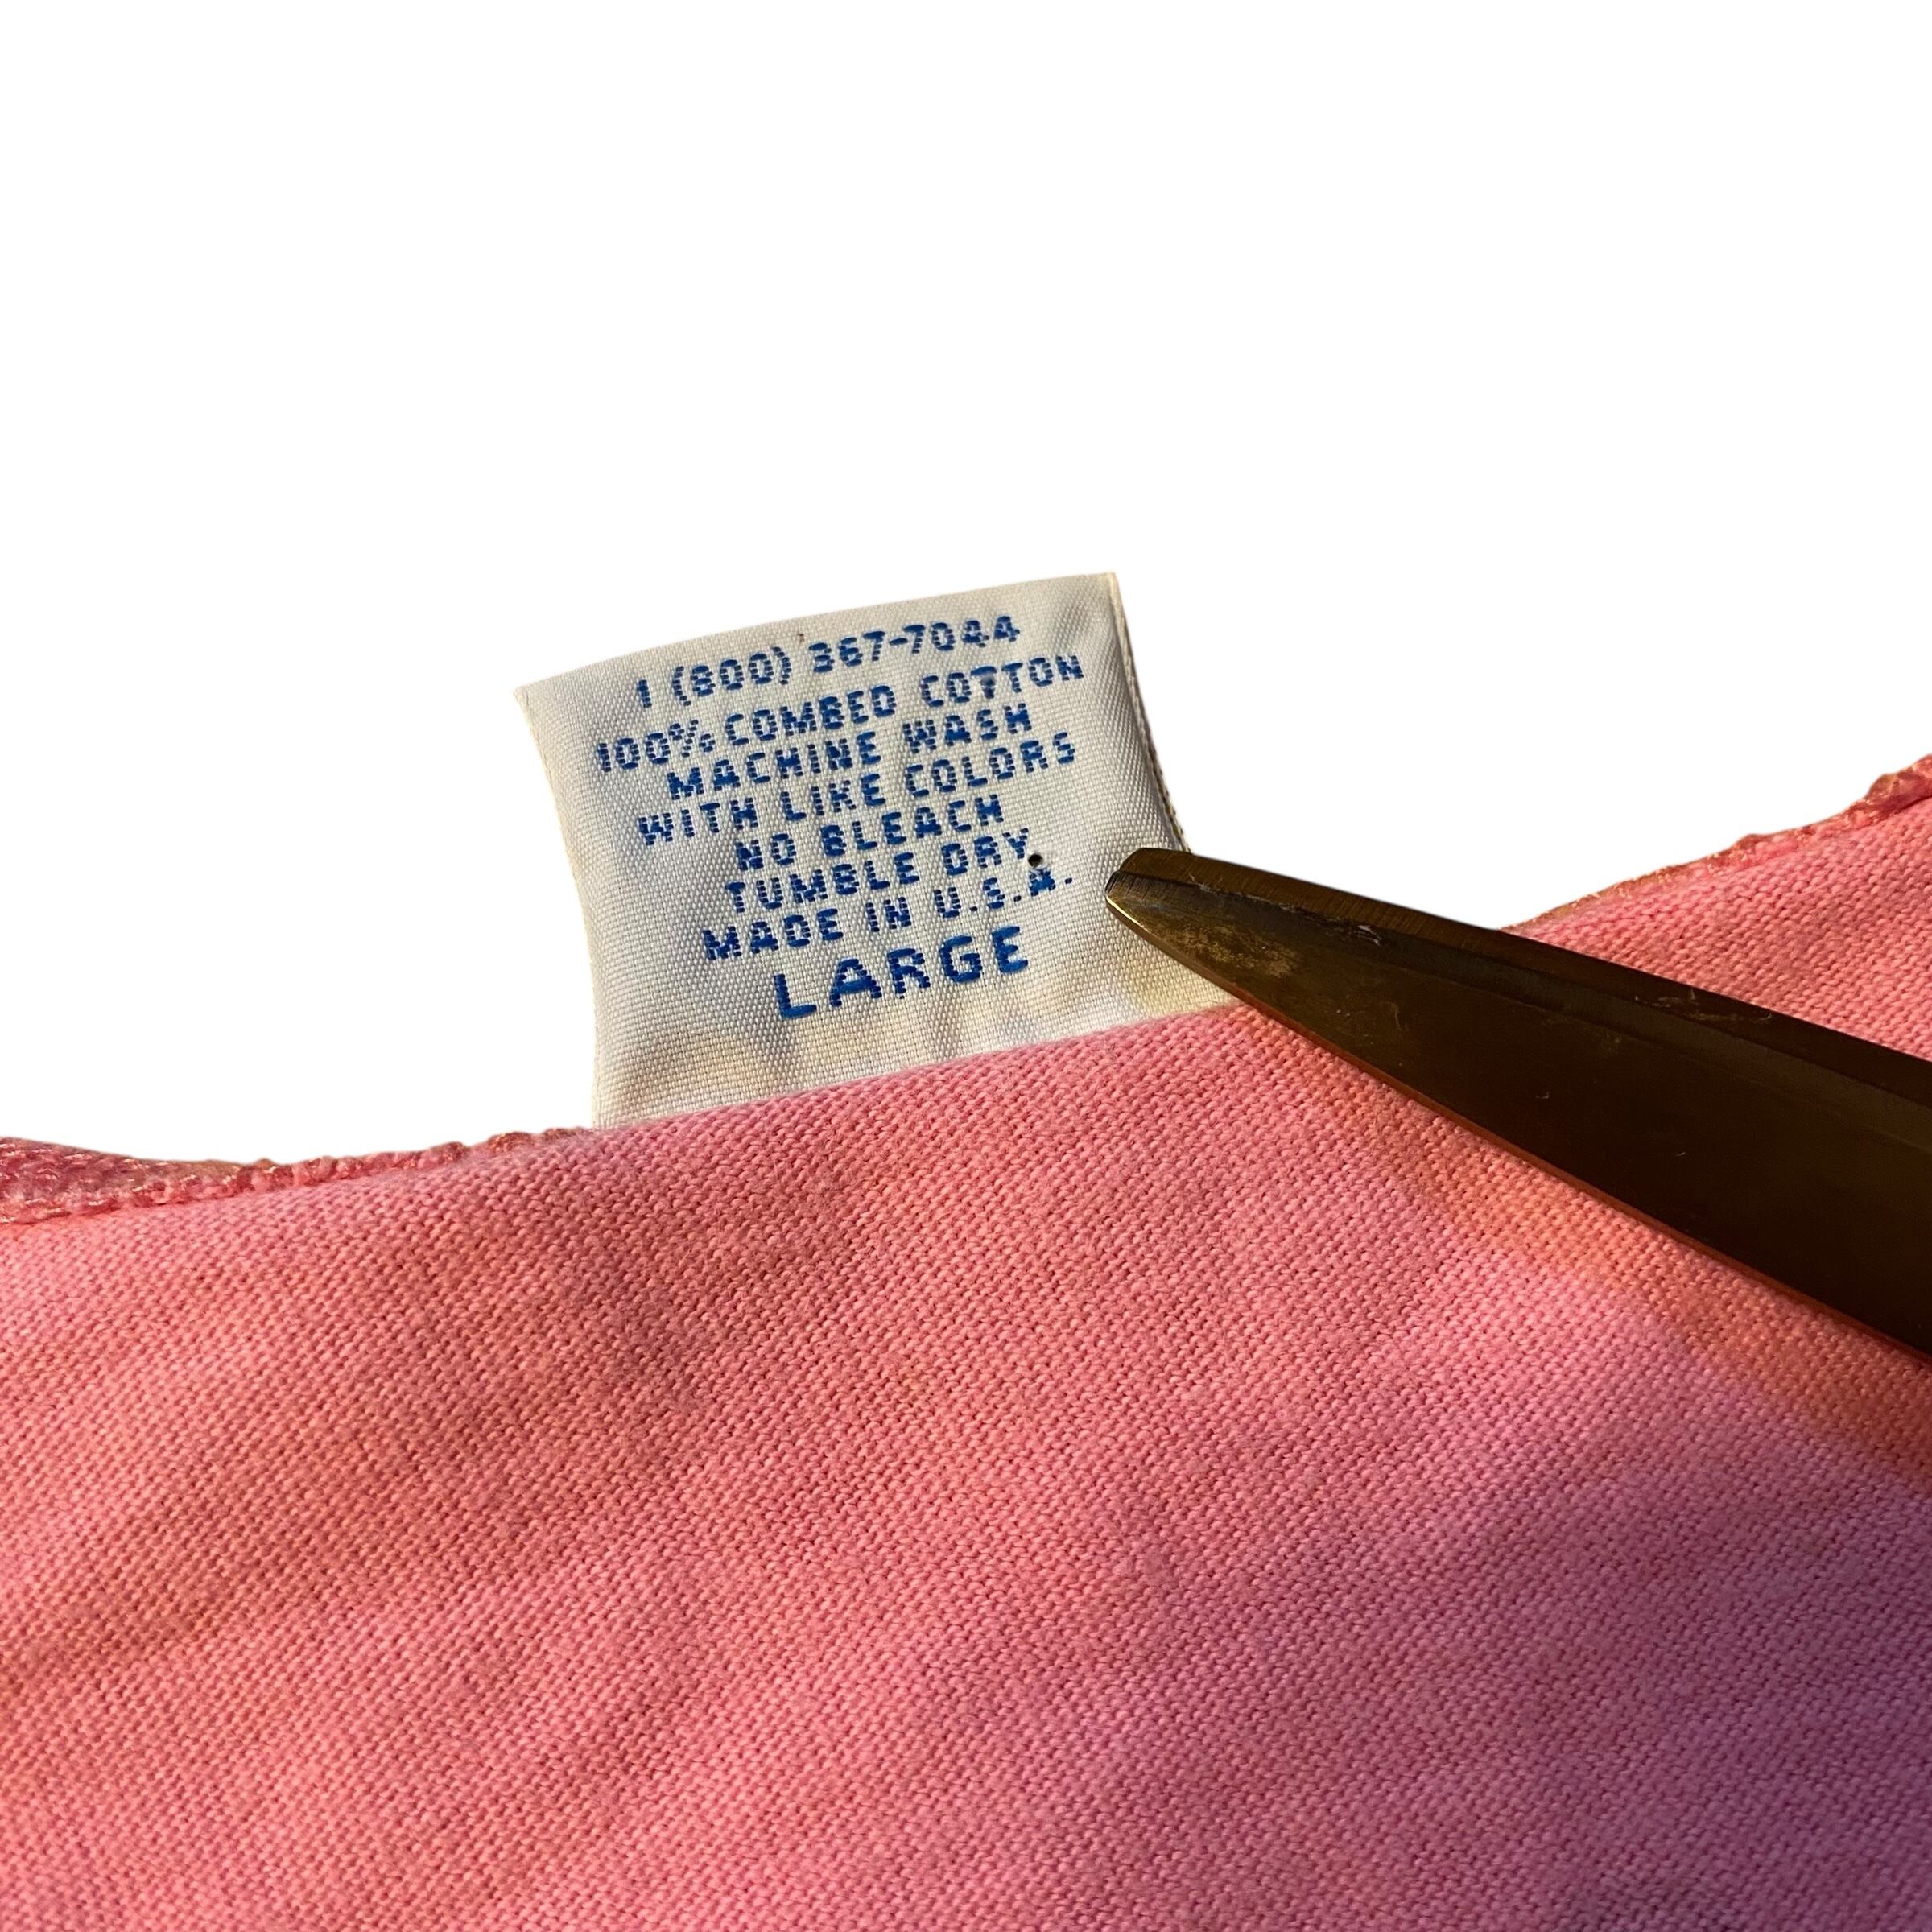 1 (800) 367-7044
100% COMBED COTTON
MACHINE WASH
WITH LIKE COLORS
NO BLEACH
TUMBLE DRY
MADE IN U.S.A.
LARGE